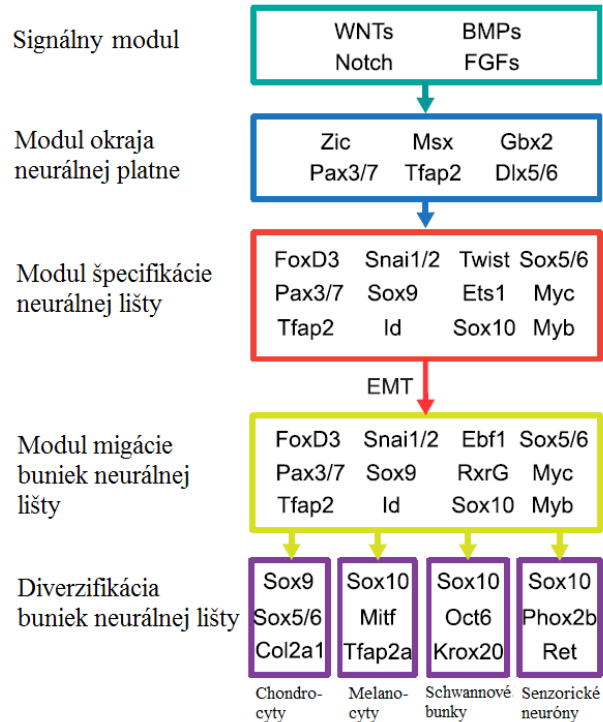 Signálny modul
WNTs BMPs
Notch FGFs
Modul okraja
neurálnej platne
Zic Msx Gbx2
Pax3/7 Tfap2 Dlx5/6
Modul špecifikácie
neurálnej lišty
FoxD3 Snai1/2 Twist Sox5/6
Pax3/7 Sox9 Ets1 Myc
Tfap2 Id Sox10 Myb
EMT
Modul migácie
buniek neurálnej
lišty
FoxD3 Snai1/2 Ebf1 Sox5/6
Pax3/7 Sox9 RxrG Myc
Tfap2 Id Sox10 Myb
Diverzifikácia
buniek neurálnej lišty
Sox9 Sox10 Sox10 Sox10
Sox5/6 Mitf Oct6 Phox2b
Col2a1 Tfap2a Krox20 Ret
Chondro- Melano- Schwannové Senzorické
cyty cyty bunky neuróny